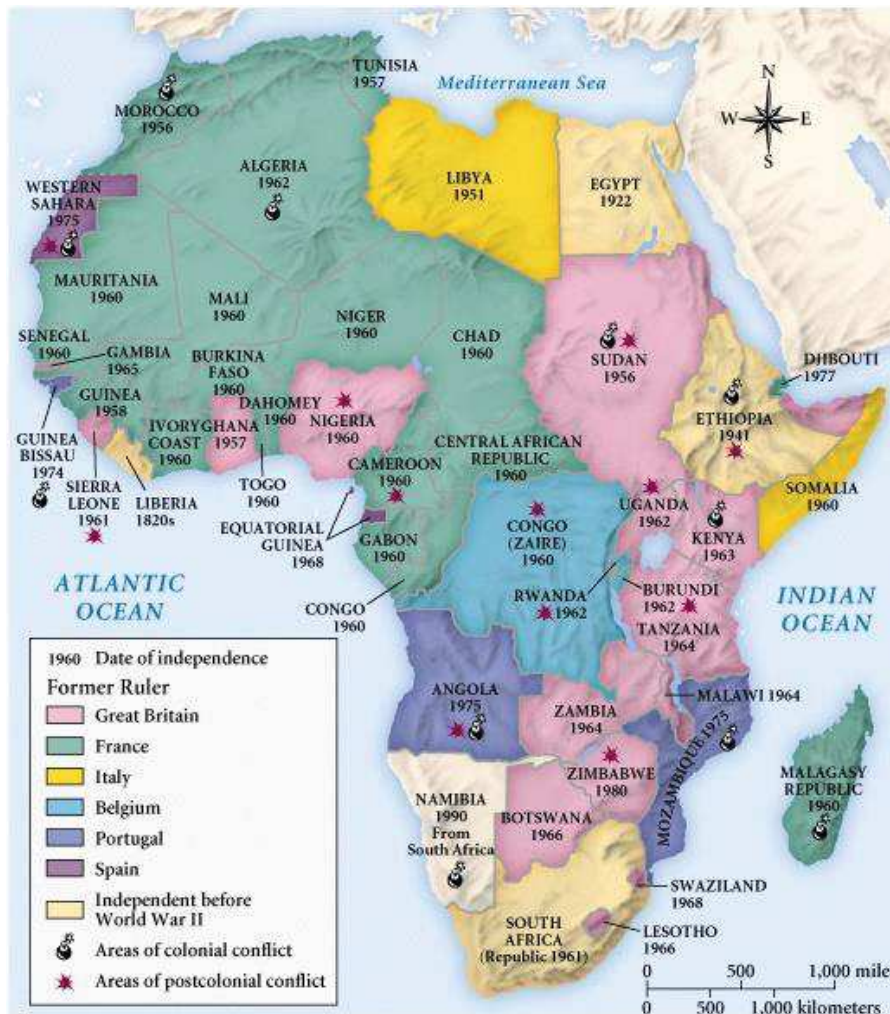 TUNISIA
1957
Mediterranean Sea
N
W
E
S
MOROCCO
1956
ALGERIA
1962
LIBYA
1951
EGYPT
1922
WESTERN
SAHARA
1975
MAURITANIA
1960
MALI
1960
NIGER
1960
CHAD
1960
SUDAN
1956
SENEGAL
1960
GAMBIA
1965
BURKINA
FASO
1960
DJIBOUTI
1977
GUINEA
1958
DAHOMEY
1960
NIGERIA
1960
ETHIOPIA
1941
GUINEA
BISSAU
1974
IVORY
COAST
1960
GHANA
1957
CENTRAL AFRICAN
REPUBLIC
1960
CAMEROON
1960
SIERRA
LEONE
1961
LIBERIA
1820s
TOGO
1960
UGANDA
1962
SOMALIA
1960
EQUATORIAL
GUINEA
1968
GABON
1960
CONGO
(ZAIRE)
1960
KENYA
1963
ATLANTIC
OCEAN
CONGO
1960
RWANDA
1962
BURUNDI
1962
TANZANIA
1964
INDIAN
OCEAN
1960 Date of independence
Former Ruler
Great Britain
France
Italy
Belgium
Portugal
Spain
Independent before
World War II
Areas of colonial conflict
Areas of postcolonial conflict
ANGOLA
1975
ZAMBIA
1964
MALAWI 1964
MOZAMBIQUE 1975
ZIMBABWE
1980
MALAGASY
REPUBLIC
1960
NAMIBIA
1990
From
South Africa
BOTSWANA
1966
SWAZILAND
1968
SOUTH
AFRICA
(Republic 1961)
LESOTHO
1966
0 500 1,000 mile
0 500 1,000 kilometers